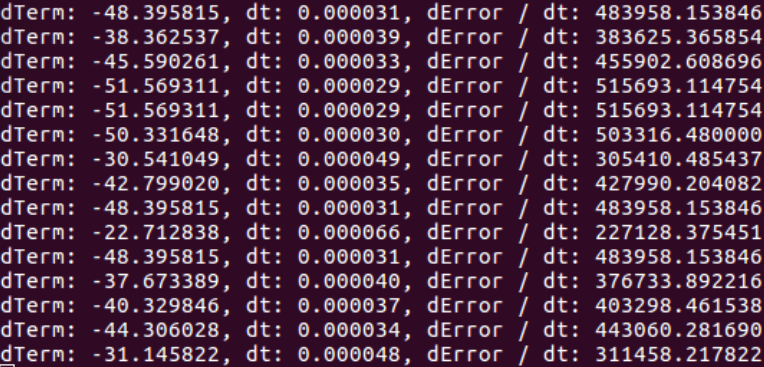 dTerm: -48.395815, dt: 0.000031, dError / dt: 483958.153846
dTerm: -38.362537, dt: 0.000039, dError / dt: 383625.365854
dTerm: -45.590261, dt: 0.000033, dError / dt: 455902.608696
dTerm: -51.569311, dt: 0.000029, dError / dt: 515693.114754
dTerm: -51.569311, dt: 0.000029, dError / dt: 515693.114754
dTerm: -50.331648, dt: 0.000030, dError / dt: 503316.480000
dTerm: -30.541049, dt: 0.000049, dError / dt: 305410.485437
dTerm: -42.799020, dt: 0.000035, dError / dt: 427990.204082
dTerm: -48.395815, dt: 0.000031, dError / dt: 483958.153846
dTerm: -22.712838, dt: 0.000066, dError / dt: 227128.375451
dTerm: -48.395815, dt: 0.000031, dError / dt: 483958.153846
dTerm: -37.673389, dt: 0.000040, dError / dt: 376733.892216
dTerm: -40.329846, dt: 0.000037, dError / dt: 403298.461538
dTerm: -44.306028, dt: 0.000034, dError / dt: 443060.281690
dTerm: -31.145822, dt: 0.000048, dError / dt: 311458.217822